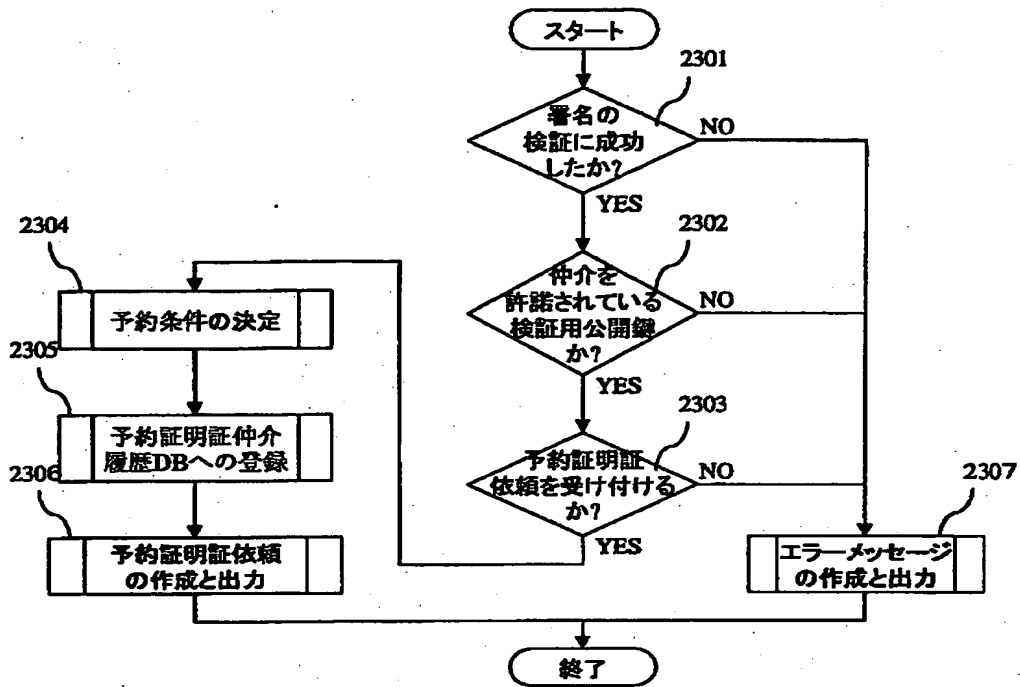 スタート
2301
署名の
検証に成功
したか?
NO
YES
2302
仲介を
許諾されている
検証用公開鍵
か?
NO
YES
2303
予約証明証
依頼を受け付ける
か?
NO
YES
2304
予約条件の決定
2305
予約証明証仲介
履歴DBへの登録
2306
予約証明証依頼
の作成と出力
2307
エラーメッセージ
の作成と出力
終了